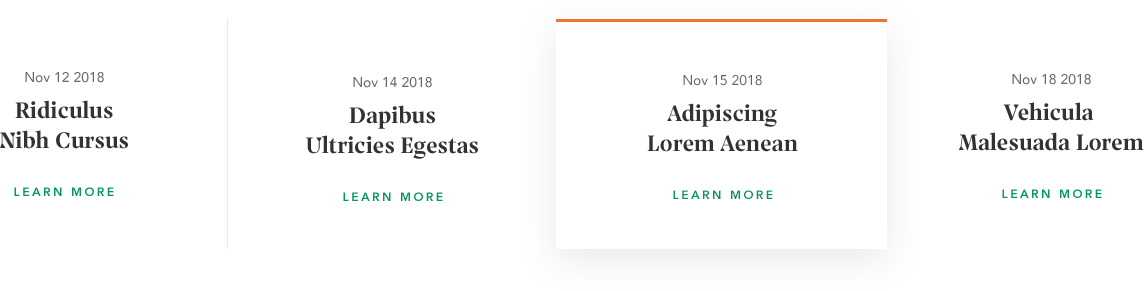 Nov 12 2018
Ridiculus
Nibh Cursus
LEARN MORE
Nov 14 2018
Dapibus
Ultricies Egestas
LEARN MORE
Nov 15 2018
Adipiscing
Lorem Aenean
LEARN MORE
Nov 18 2018
Vehicula
Malesuada Lorem
LEARN MORE